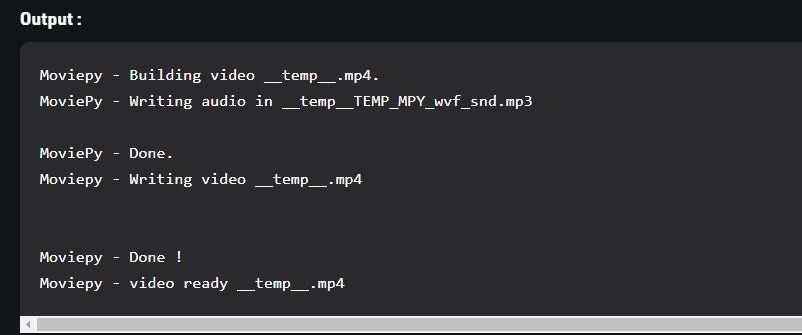 Output :
Moviepy - Building video __temp__.mp4.
MoviePy - Writing audio in __temp__TEMP_MPY_wvf_snd.mp3
MoviePy - Done.
Moviepy - Writing video __temp__.mp4
Moviepy - Done !
Moviepy - video ready __temp__.mp4